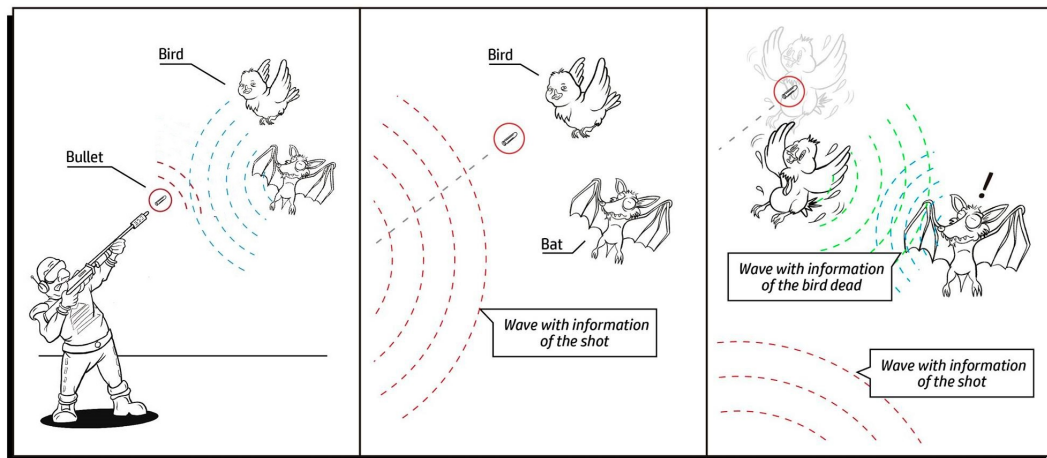 Bird
Bullet
Bird
Bat
Wave with information
of the shot
!
Wave with information
of the bird dead
Wave with information
of the shot